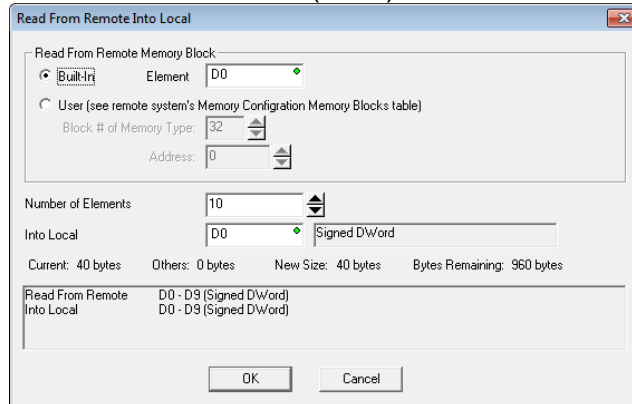 Read From Remote Into Local
Read From Remote Memory Block
Built-In Element D0
User (see remote system's Memory Configration Memory Blocks table)
Block # of Memory Type: 32
Address: 0
Number of Elements 10
Into Local D0 Signed DWord
Current: 40 bytes Others: 0 bytes New Size: 40 bytes Bytes Remaining: 960 bytes
Read From Remote D0 - D9 (Signed DWord)
Into Local D0 - D9 (Signed DWord)
OK Cancel